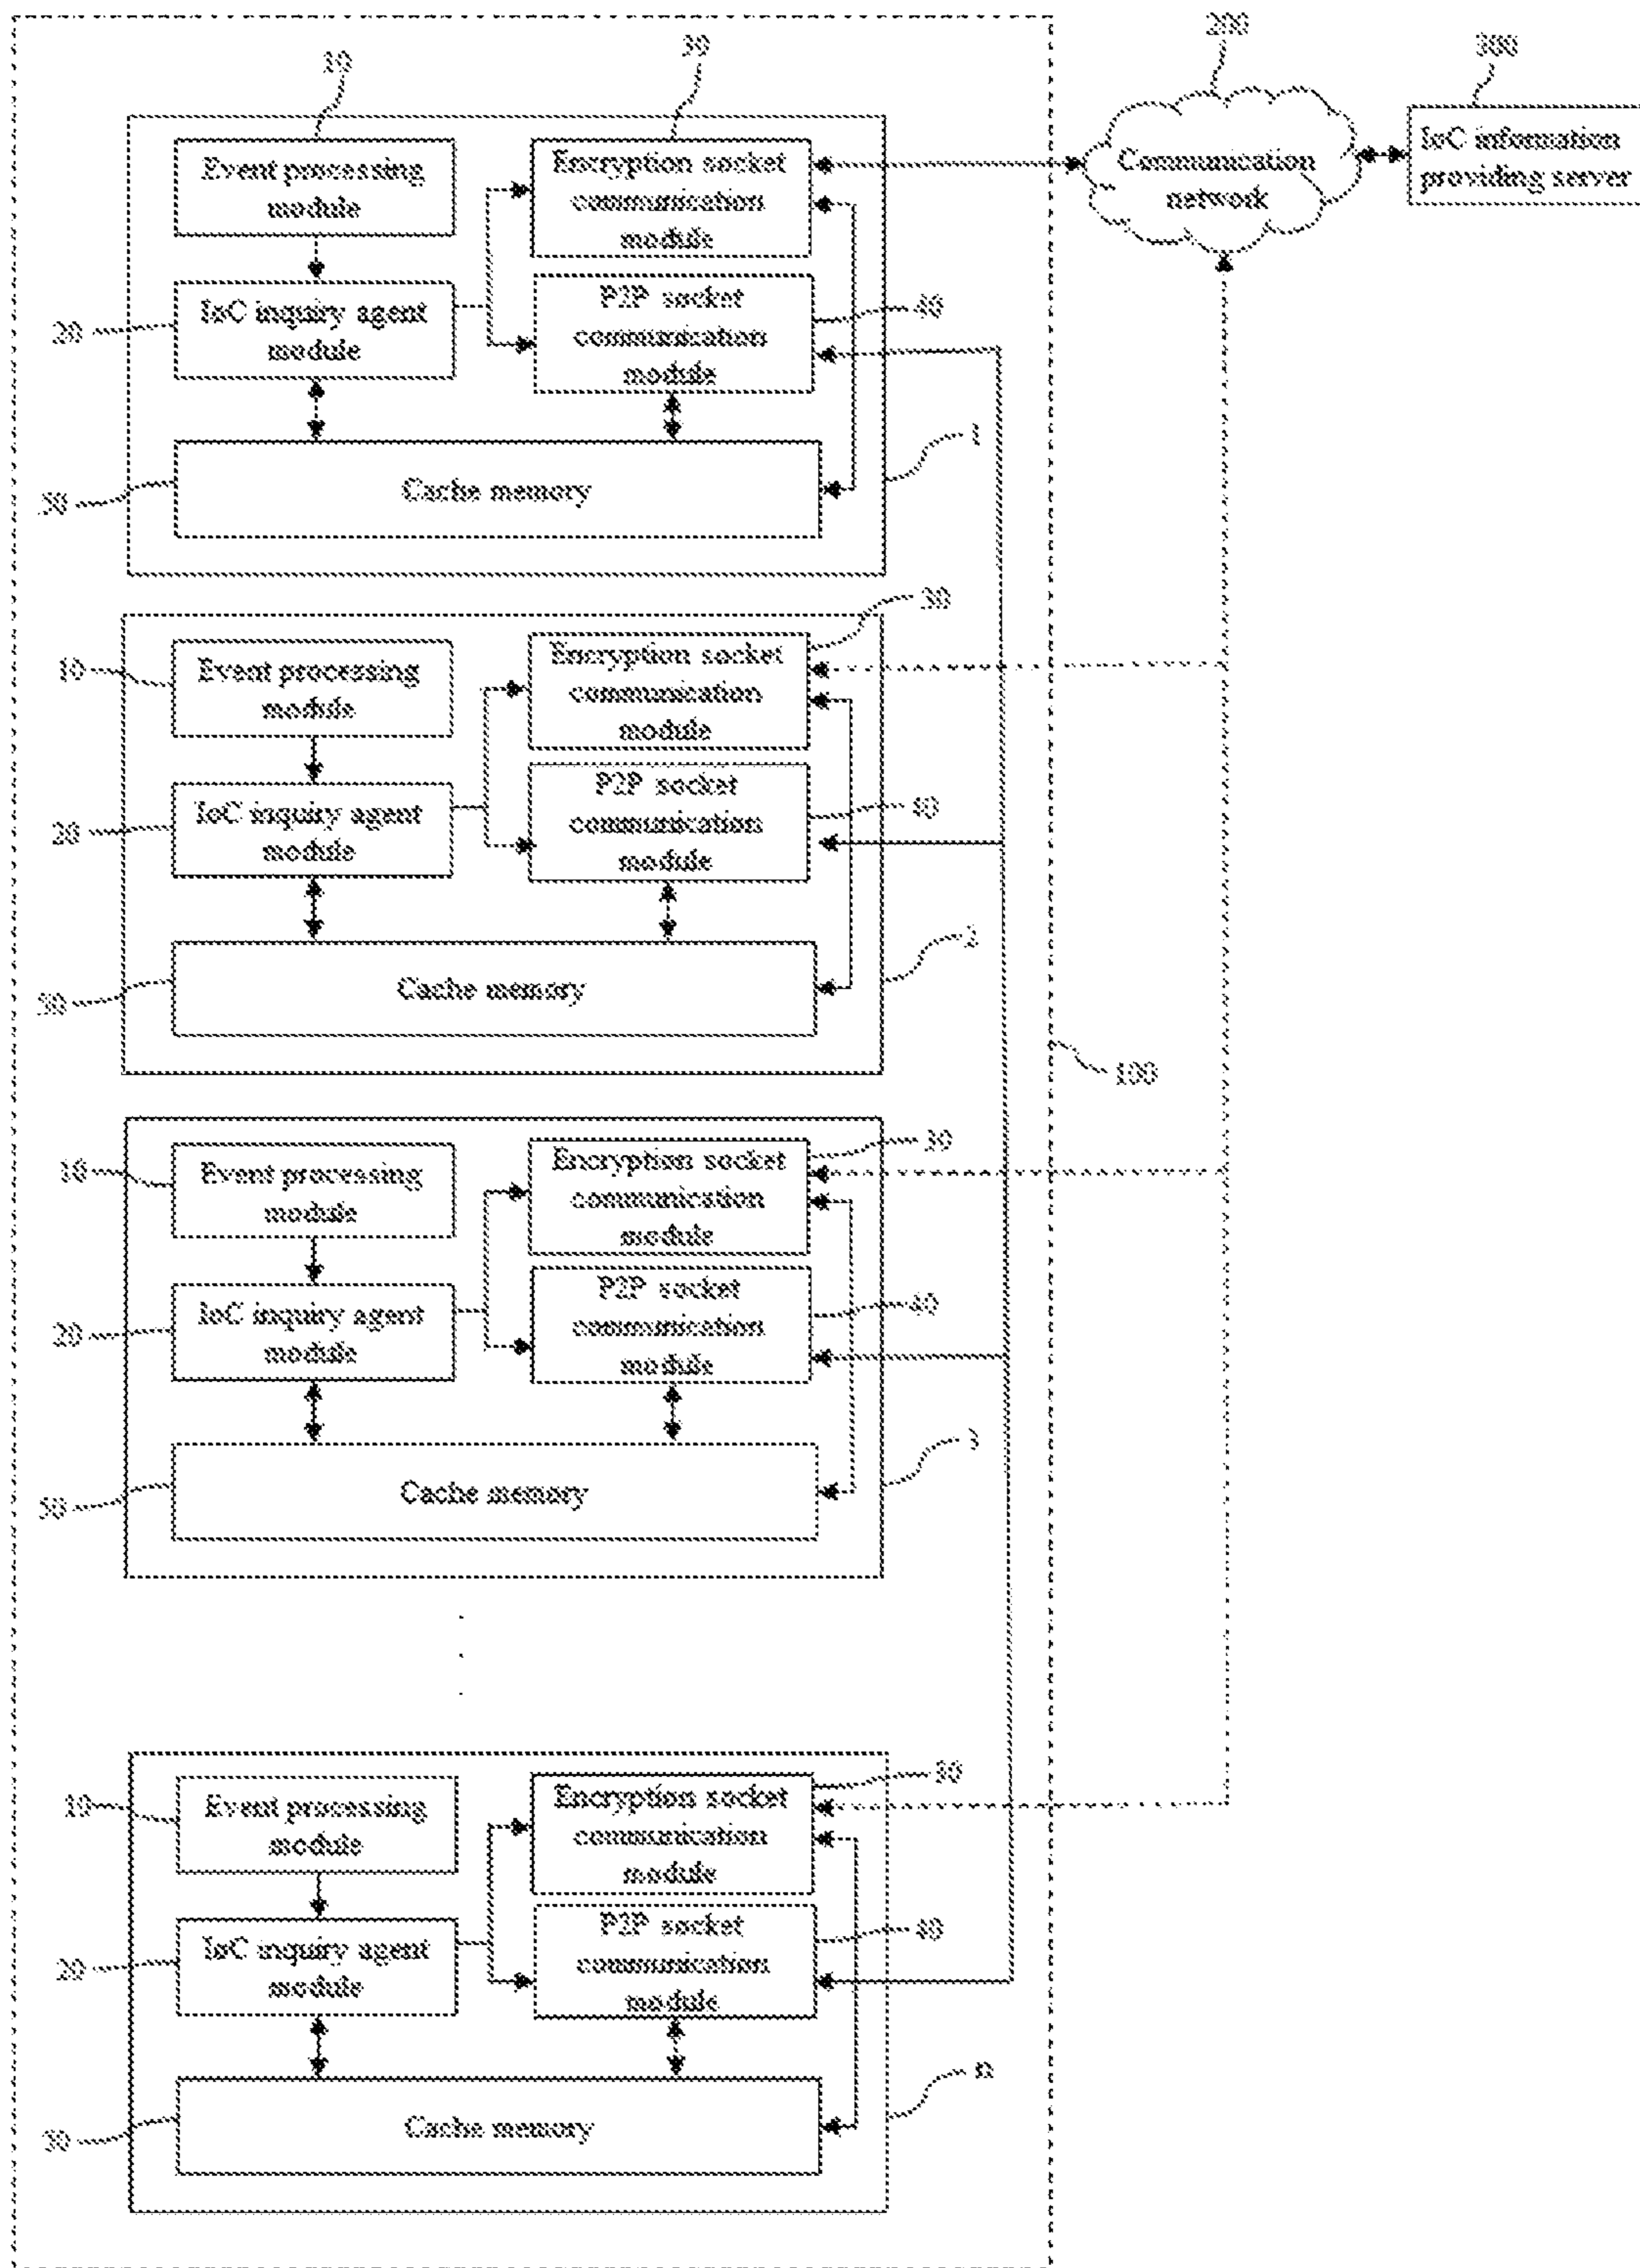 200
300
10
30
Event processing
module
Encryption socket
communication
module
Communication
network
IoC information
providing server
20
IoC inquiry agent
module
P2P socket
communication
module
40
1
50
Cache memory
30
10
Event processing
module
Encryption socket
communication
module
20
IoC inquiry agent
module
P2P socket
communication
module
40
2
50
Cache memory
100
30
10
Event processing
module
Encryption socket
communication
module
20
IoC inquiry agent
module
P2P socket
communication
module
40
3
50
Cache memory
30
10
Event processing
module
Encryption socket
communication
module
20
IoC inquiry agent
module
P2P socket
communication
module
40
n
Cache memory